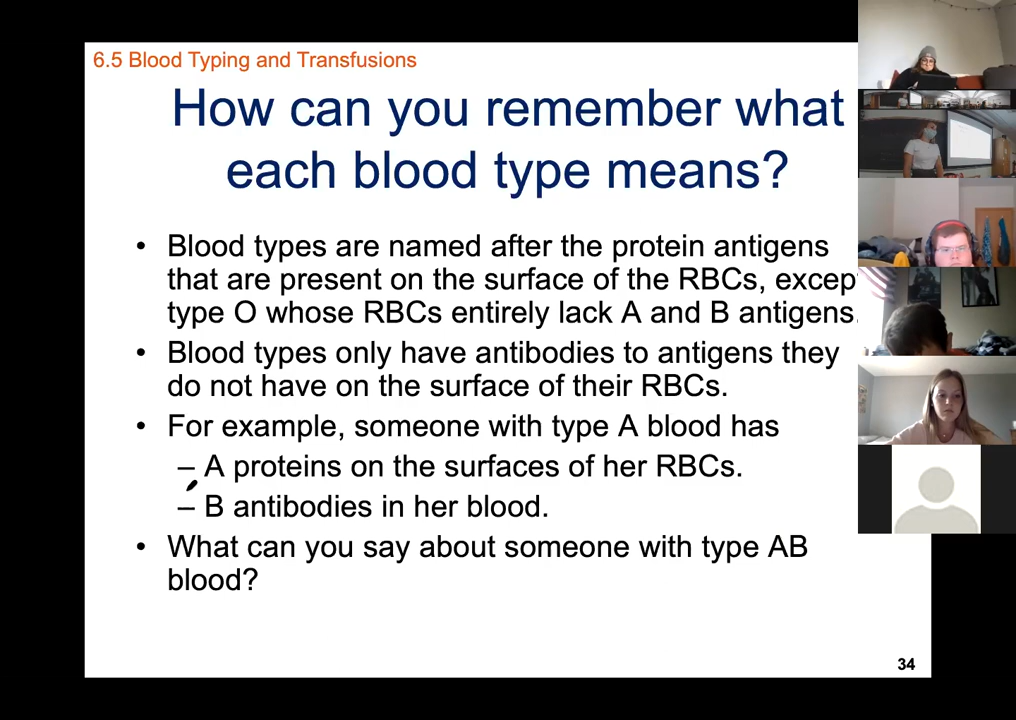 6.5 Blood Typing and Transfusions
How can you remember what
each blood type means?
• Blood types are named after the protein antigens
that are present on the surface of the RBCs, excep
type O whose RBCs entirely lack A and B antigens.
• Blood types only have antibodies to antigens they
do not have on the surface of their RBCs.
• For example, someone with type A blood has
– A proteins on the surfaces of her RBCs.
– B antibodies in her blood.
• What can you say about someone with type AB
blood?
34